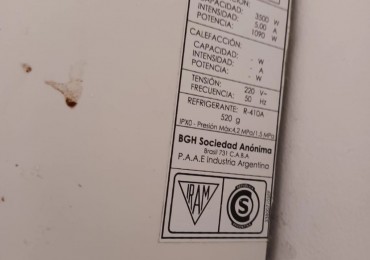 CAPACIDAD: 3500 W
INTENSIDAD: 5.00 A
POTENCIA: 1090 W
CALEFACCIÓN:
CAPACIDAD: - W
INTENSIDAD: - A
POTENCIA: - W
TENSIÓN: 220 V~
FRECUENCIA: 50 Hz
REFRIGERANTE: R-410A
520 g
IPX0 - Presión Máx:4.2 MPa/1.5 MPa
BGH Sociedad Anónima
Brasil 731 C.A.B.A
P.A.A.E Industria Argentina
IRAM
S